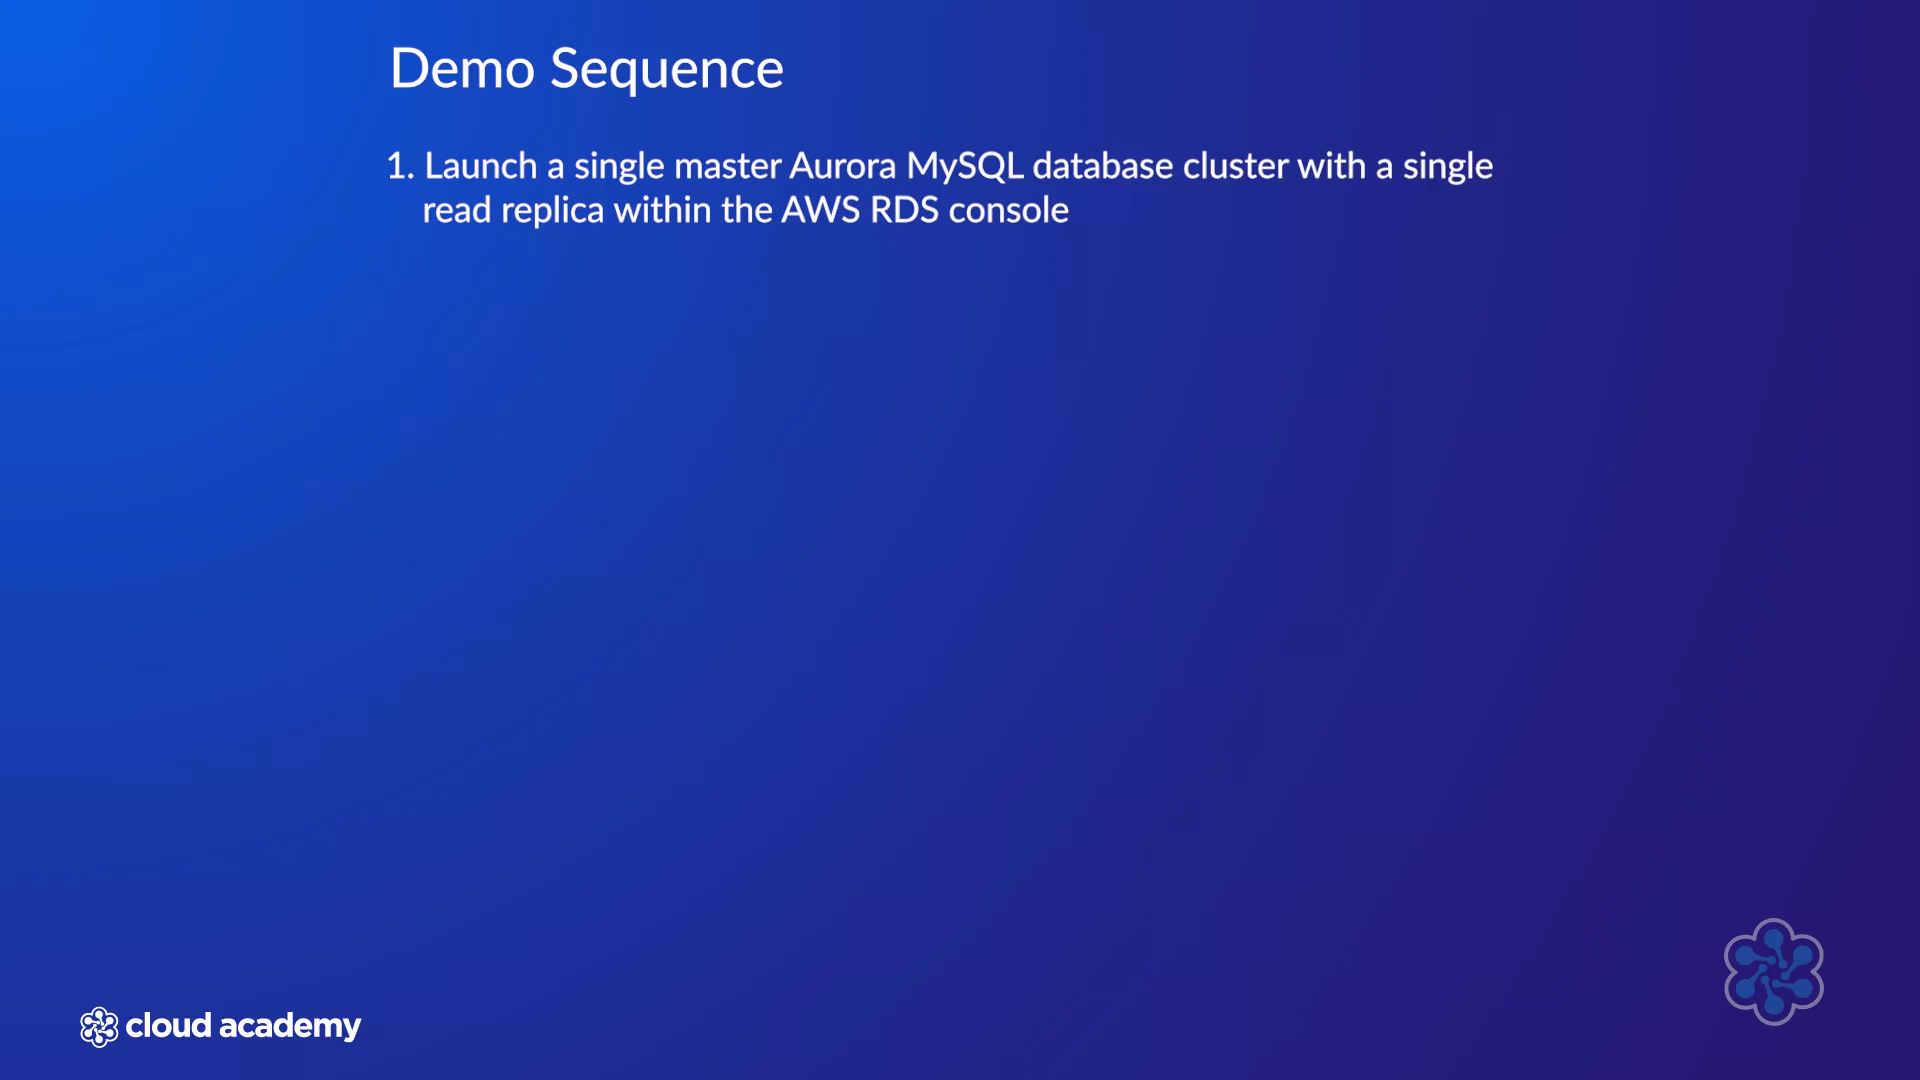 Demo Sequence
1. Launch a single master Aurora MySQL database cluster with a single
read replica within the AWS RDS console
cloud academy